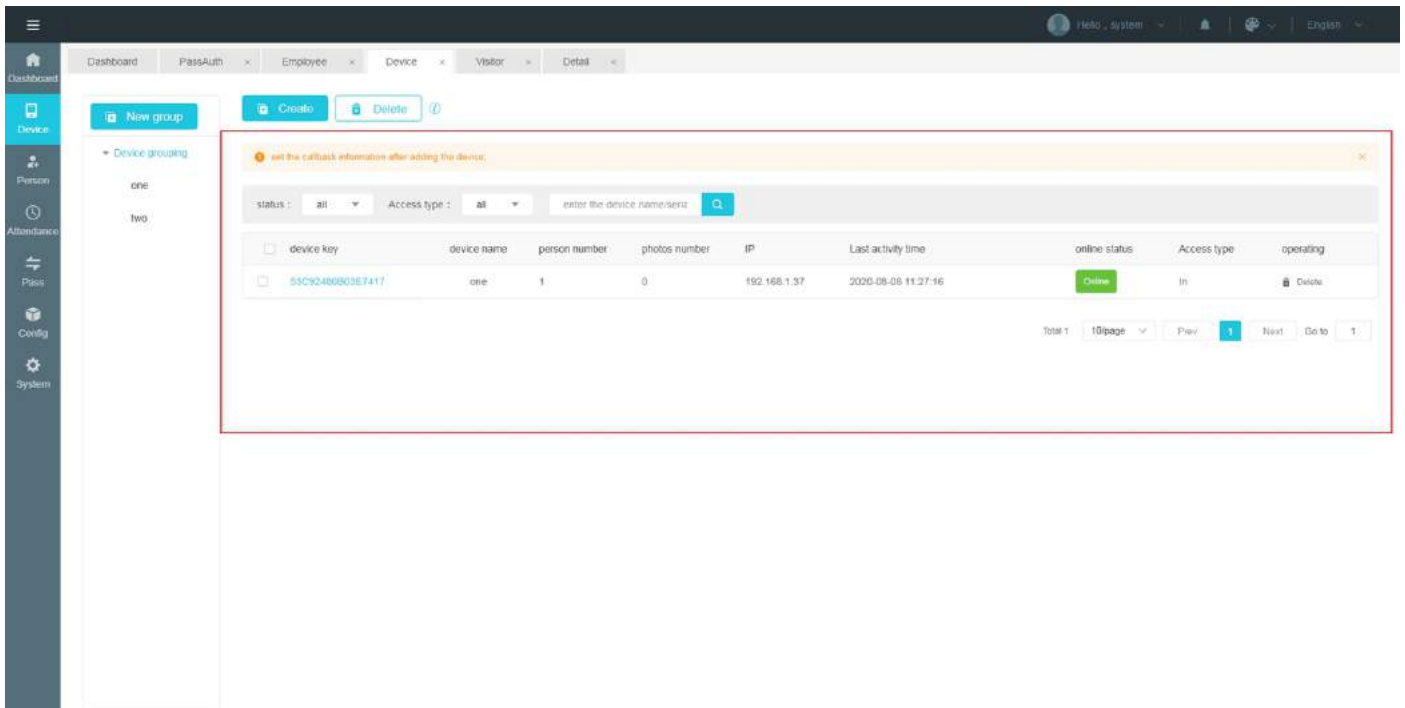 Hello , system English
Dashboard PassAuth × Employee × Device × Visitor × Detail ×
Dashboard
Device
Person
Attendance
Pass
Config
System
New group
Device grouping
one
two
Create Delete
set the callback information after adding the device.
status : all Access type : all enter the device name/seria
device key device name person number photos number IP Last activity time online status Access type operating
one 1 0 192.168.1.37 2020-08-08 11:27:16 Online In Delete
Total 1 10/page Prev 1 Next Go to 1